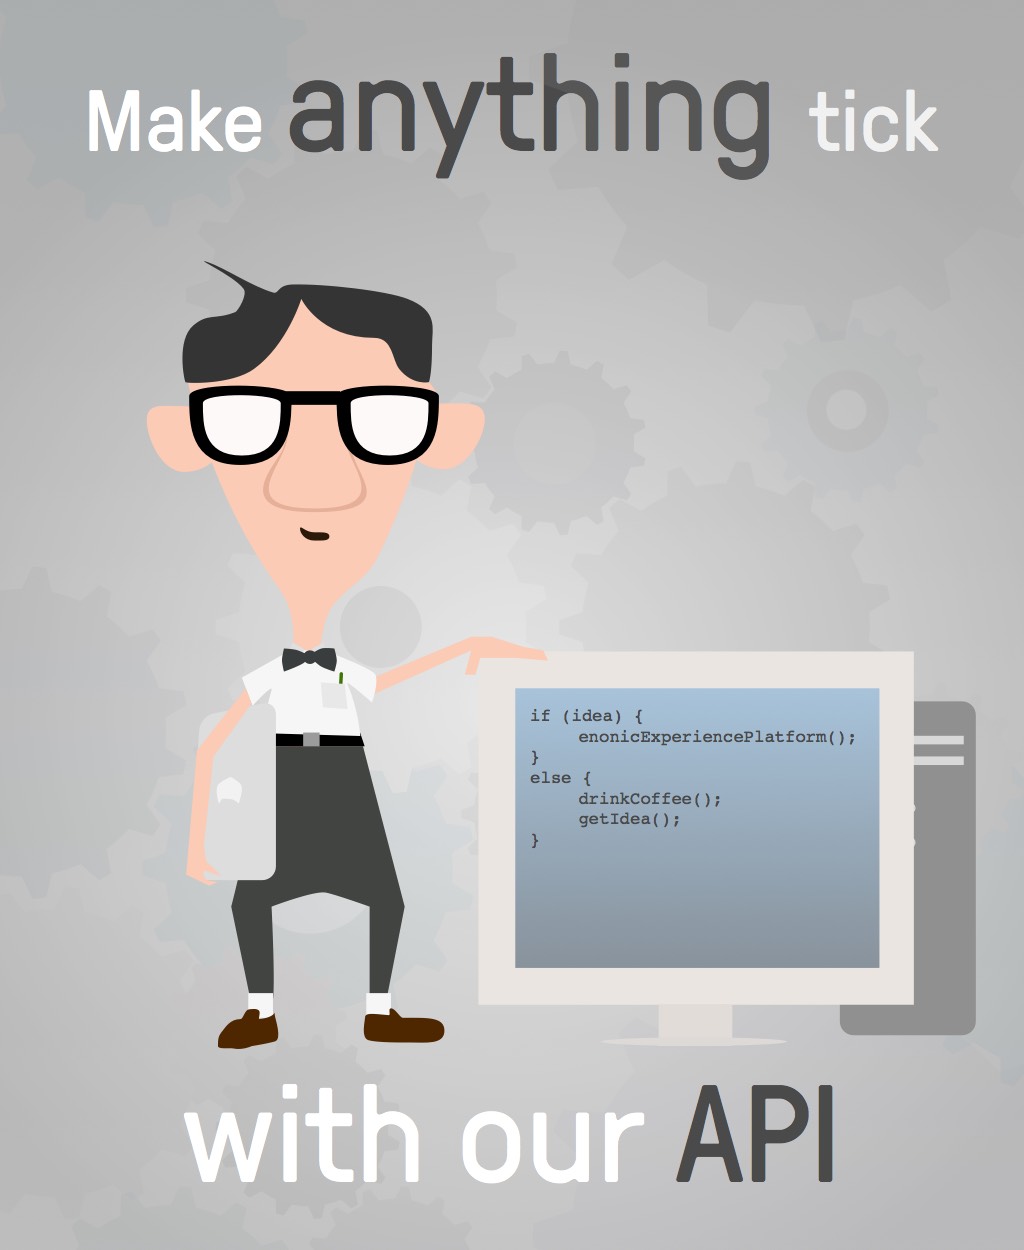 Make anything tick
if (idea) {
enonicExperiencePlatform();
}
else {
drinkCoffee();
getIdea();
}
with our API